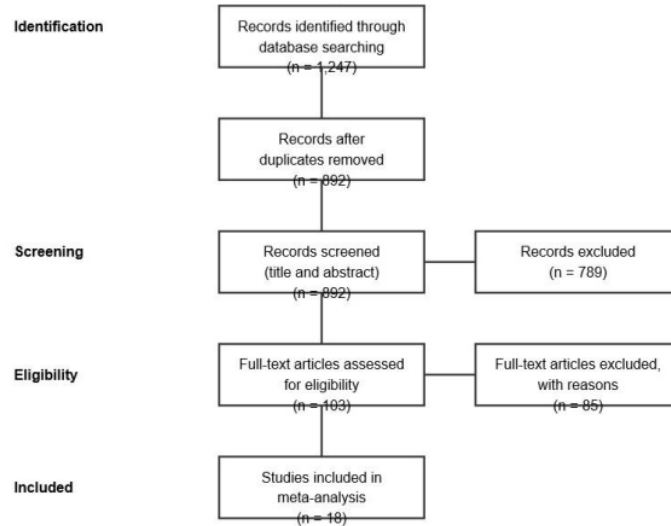 Identification
Records identified through
database searching
(n = 1,247)
Records after
duplicates removed
(n = 892)
Screening
Records screened
(title and abstract)
(n = 892)
Records excluded
(n = 789)
Eligibility
Full-text articles assessed
for eligibility
(n = 103)
Full-text articles excluded,
with reasons
(n = 85)
Included
Studies included in
meta-analysis
(n = 18)